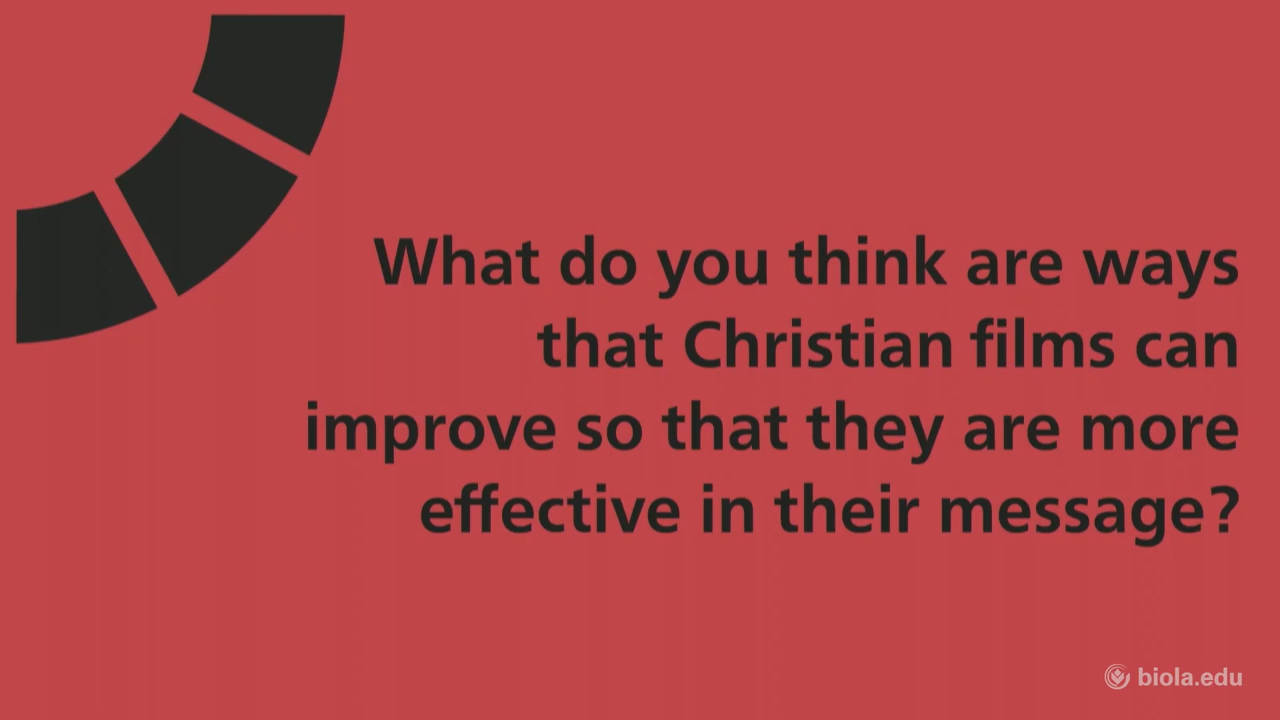 What do you think are ways
that Christian films can
improve so that they are more
effective in their message?
biola.edu